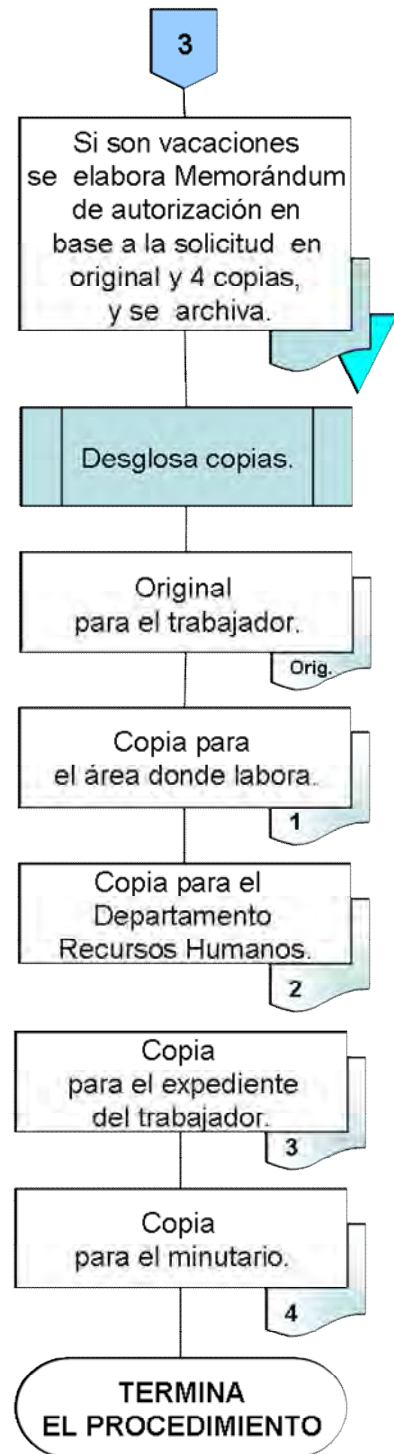 3
Si son vacaciones
se elabora Memorándum
de autorización en
base a la solicitud en
original y 4 copias,
y se archiva.
Desglosa copias.
Original
para el trabajador.
Orig.
Copia para
el área donde labora.
1
Copia para el
Departamento
Recursos Humanos.
2
Copia
para el expediente
del trabajador.
3
Copia
para el minutario.
4
TERMINA
EL PROCEDIMIENTO